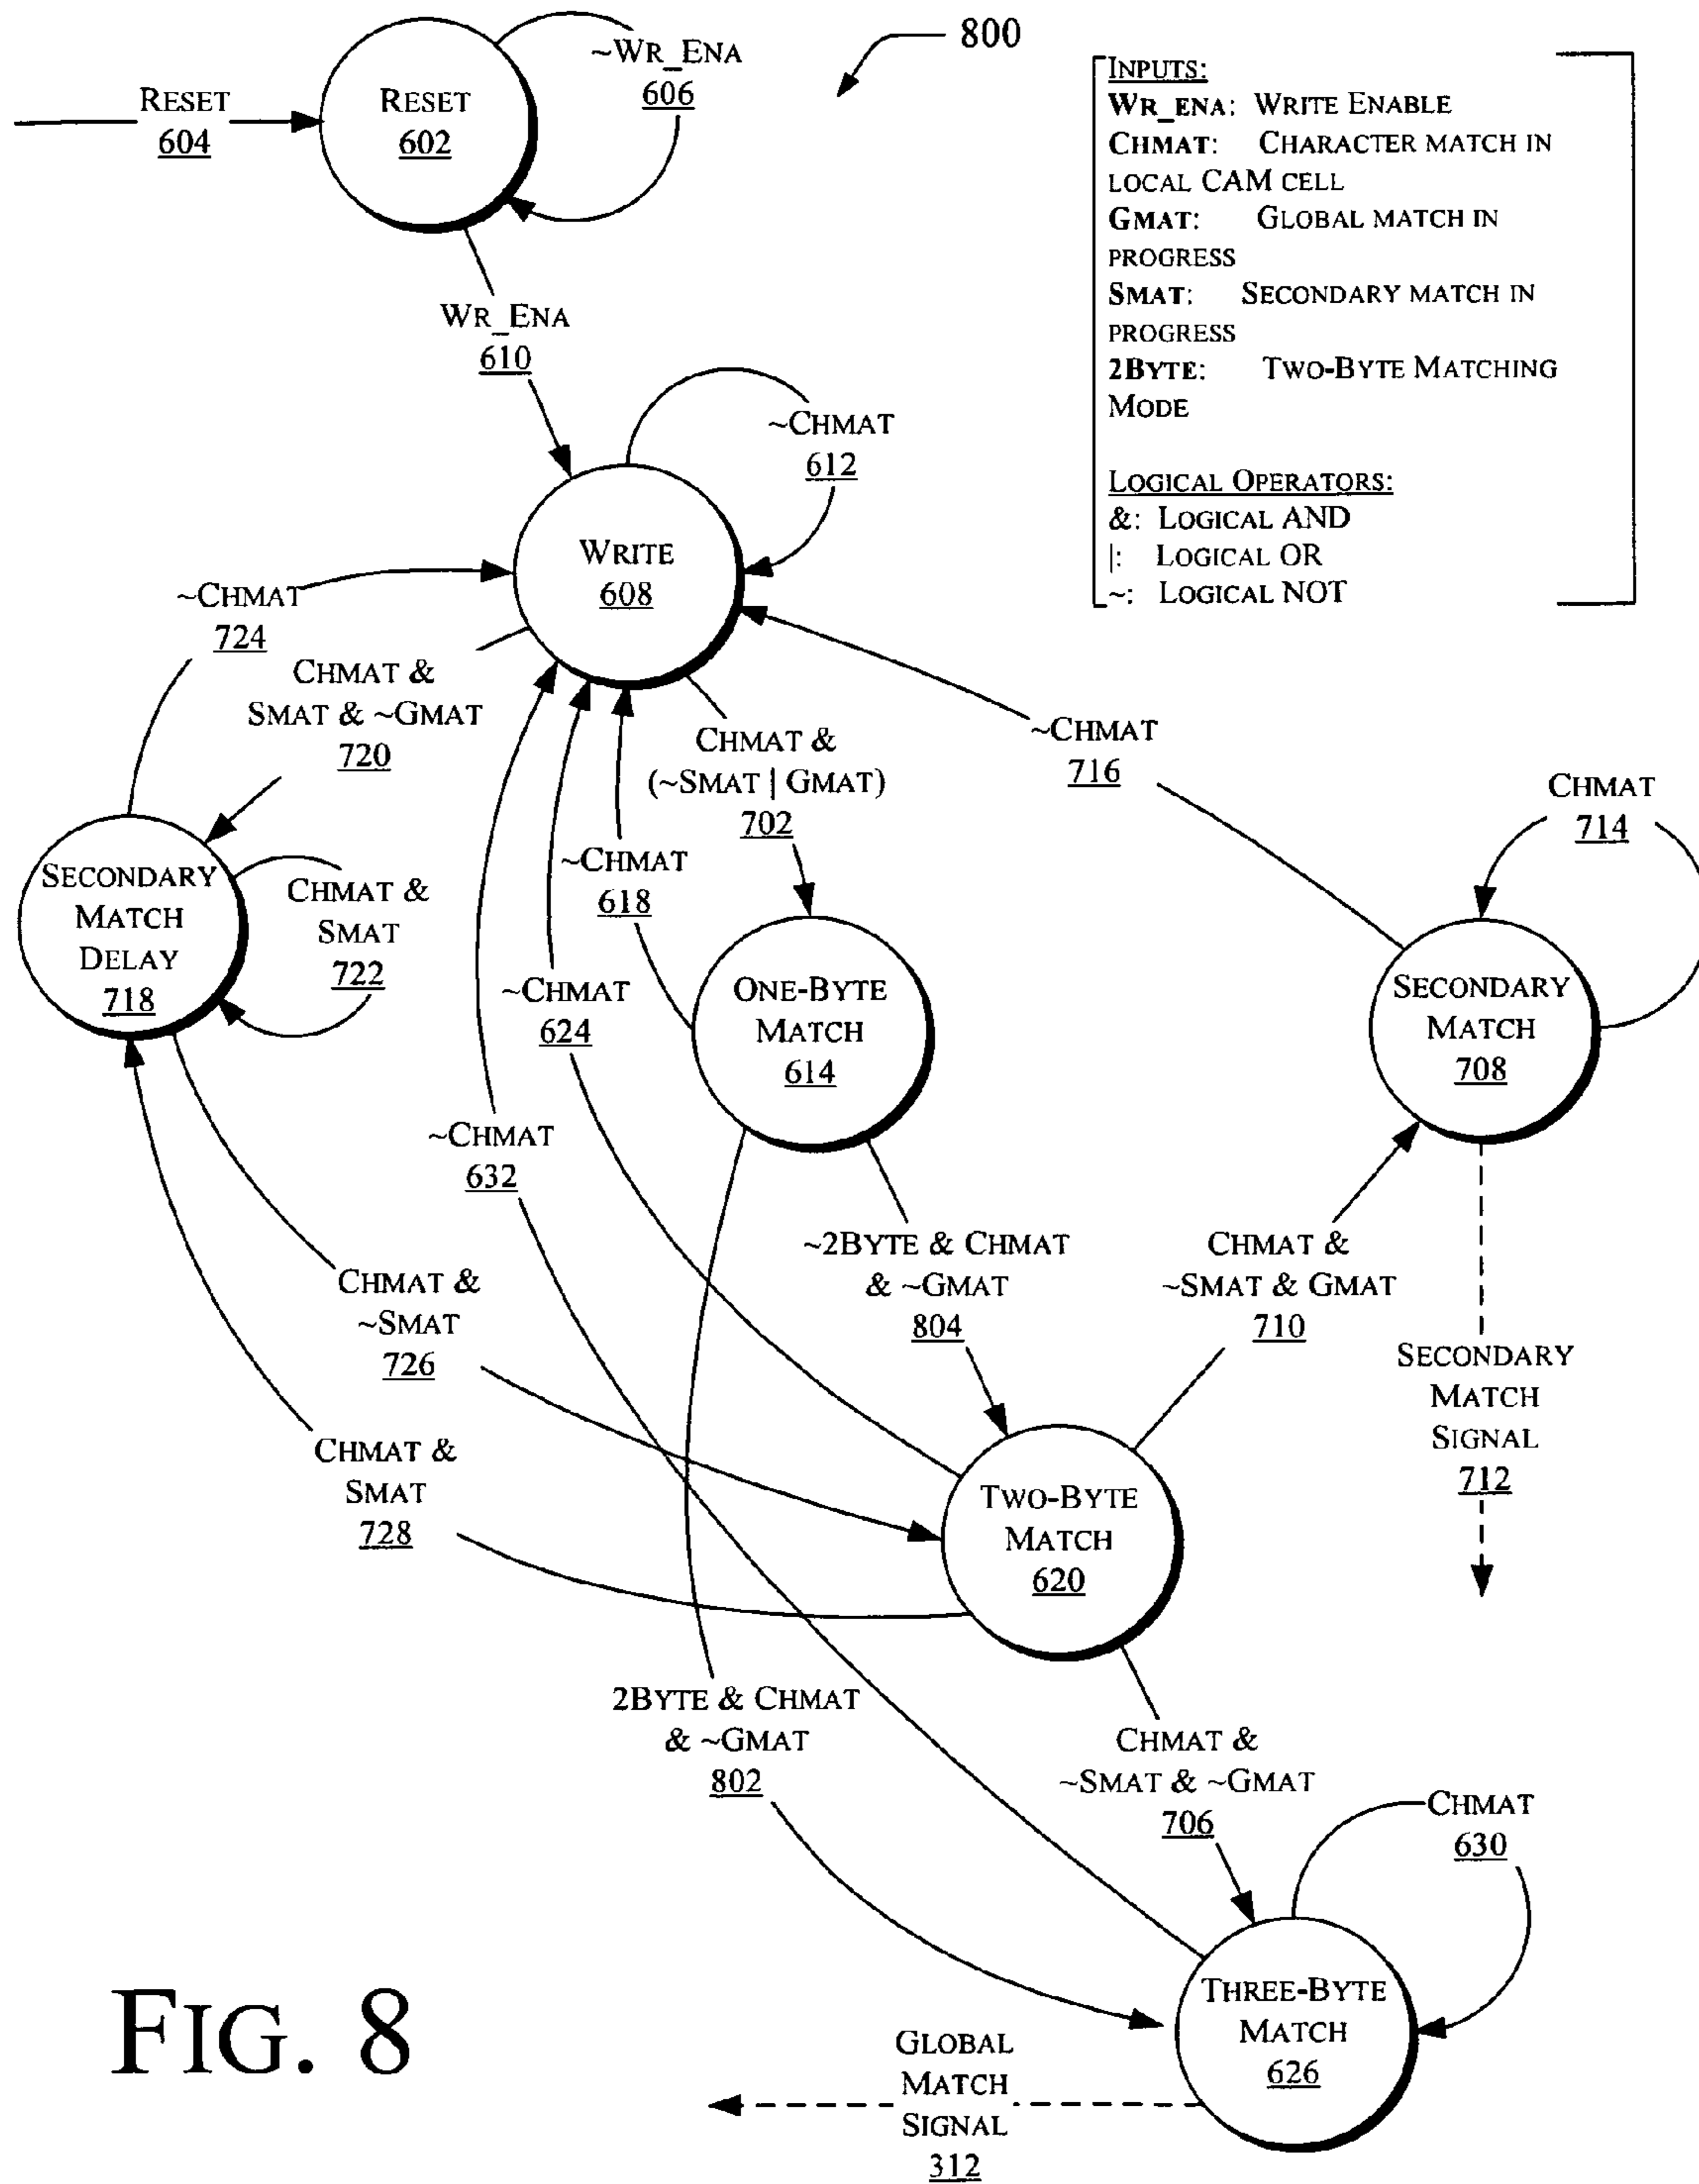 800
RESET
604
RESET
602
~WR_ENA
606
INPUTS:
WR_ENA: WRITE ENABLE
CHMAT: CHARACTER MATCH IN
LOCAL CAM CELL
GMAT: GLOBAL MATCH IN
PROGRESS
SMAT: SECONDARY MATCH IN
PROGRESS
2BYTE: TWO-BYTE MATCHING
MODE
LOGICAL OPERATORS:
&: LOGICAL AND
|: LOGICAL OR
~: LOGICAL NOT
WR_ENA
610
~CHMAT
612
WRITE
608
~CHMAT
724
CHMAT &
SMAT & ~GMAT
720
CHMAT &
(~SMAT | GMAT)
702
~CHMAT
716
CHMAT
714
SECONDARY
MATCH
DELAY
718
CHMAT &
SMAT
722
~CHMAT
618
~CHMAT
624
ONE-BYTE
MATCH
614
SECONDARY
MATCH
708
~CHMAT
632
~2BYTE & CHMAT
& ~GMAT
804
CHMAT &
~SMAT & GMAT
710
CHMAT &
~SMAT
726
SECONDARY
MATCH
SIGNAL
712
CHMAT &
SMAT
728
TWO-BYTE
MATCH
620
2BYTE & CHMAT
& ~GMAT
802
CHMAT &
~SMAT & ~GMAT
706
CHMAT
630
THREE-BYTE
MATCH
626
GLOBAL
MATCH
SIGNAL
312
FIG. 8